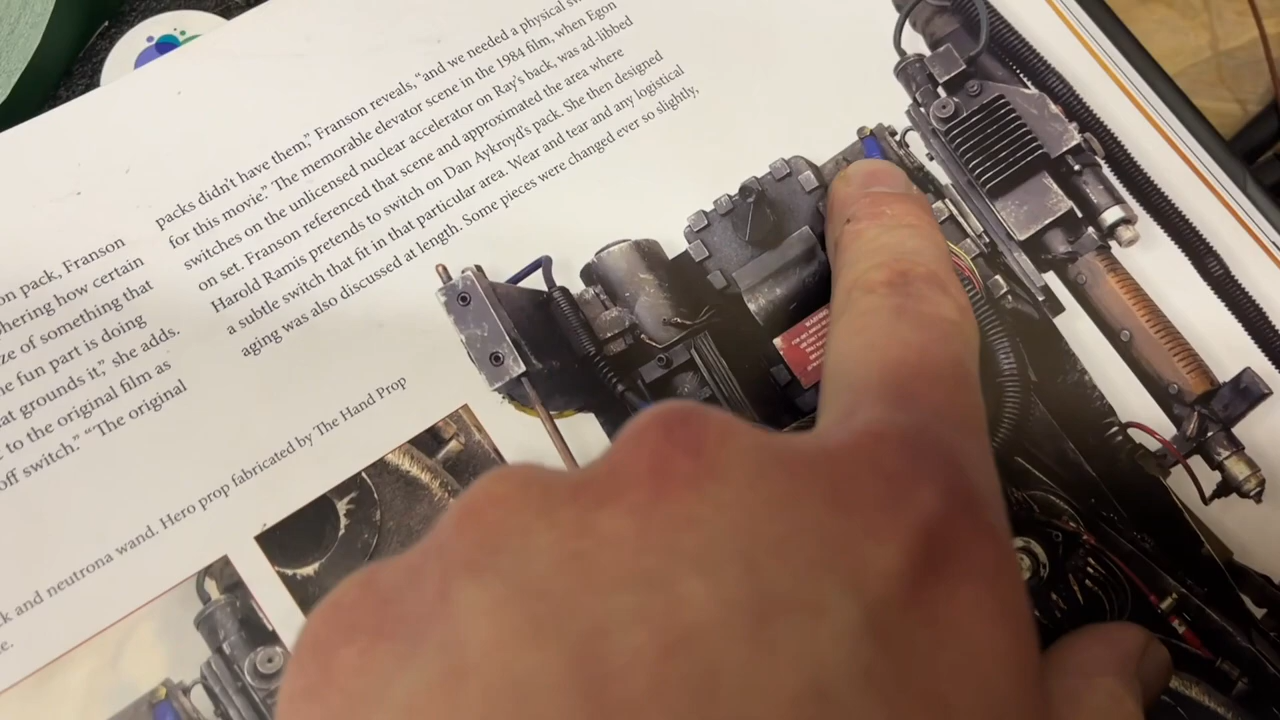 on pack, Franson
phering how certain
ze of something that
he fun part is doing
at grounds it," she adds.
to the original film as
off switch." "The original
packs didn't have them," Franson reveals, "and we needed a physical
for this movie." The memorable elevator scene in the 1984 film, when Egon
switches on the unlicensed nuclear accelerator on Ray's back, was ad-libbed
on set. Franson referenced that scene and approximated the area where
Harold Ramis pretends to switch on Dan Aykroyd's pack. She then designed
a subtle switch that fit in that particular area. Wear and tear and any logistical
aging was also discussed at length. Some pieces were changed ever so slightly,
k and neutrona wand. Hero prop fabricated by The Hand Prop
e.
WARNING